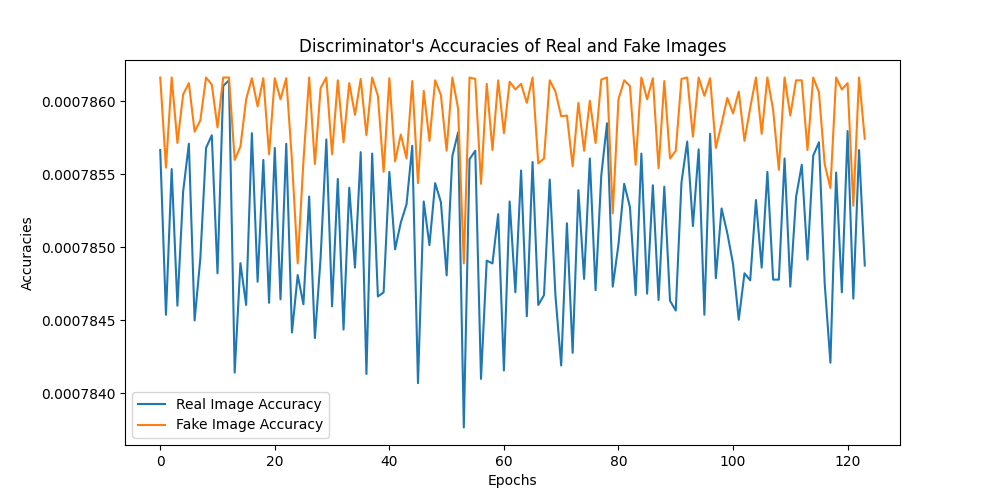 Discriminator's Accuracies of Real and Fake Images
Accuracies
0.0007860
0.0007855
0.0007850
0.0007845
0.0007840
Real Image Accuracy
Fake Image Accuracy
0 20 40 60 80 100 120
Epochs